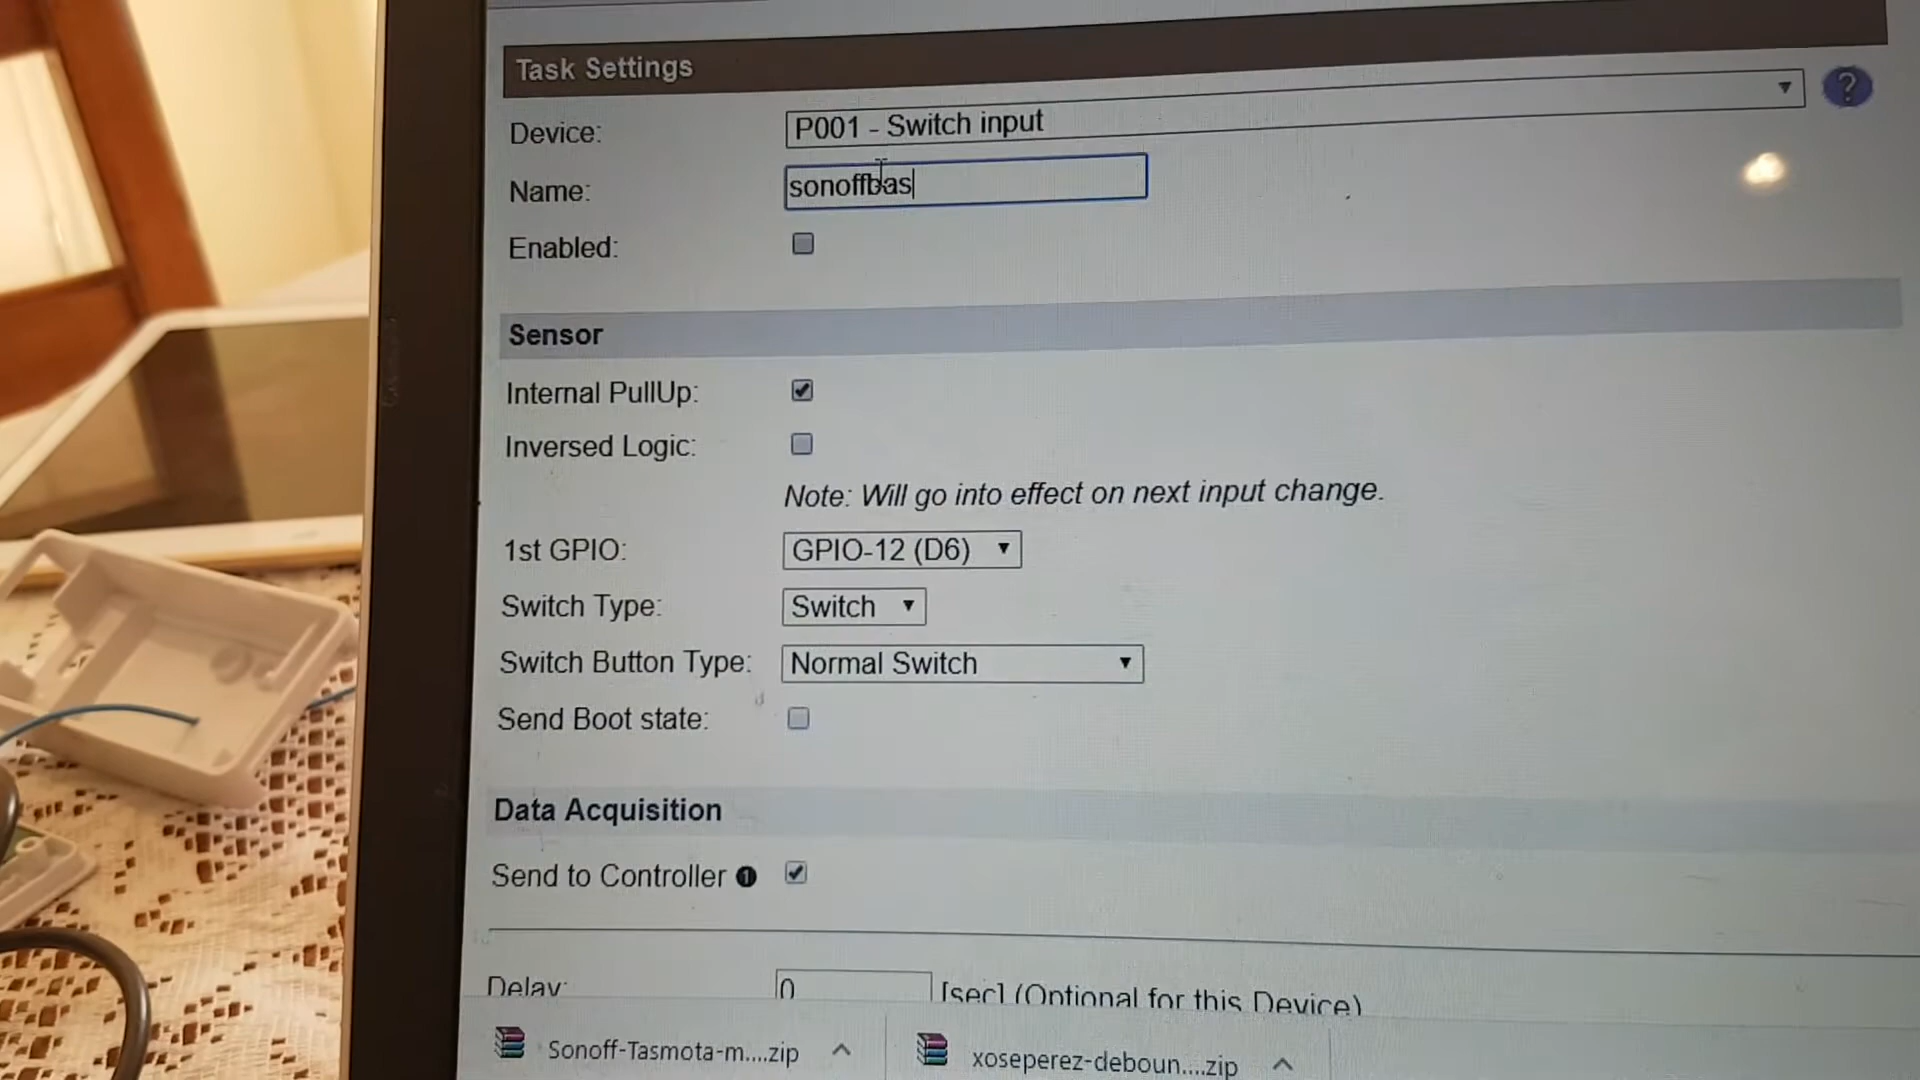 Task Settings
Device: P001 - Switch input ?
Name: sonoffbas
Enabled:
Sensor
Internal PullUp:
Inversed Logic:
Note: Will go into effect on next input change.
1st GPIO: GPIO-12 (D6)
Switch Type: Switch
Switch Button Type: Normal Switch
Send Boot state:
Data Acquisition
Send to Controller 1
Delay: 0 [sec] (Optional for this Device)
Sonoff-Tasmota-m....zip xoseperez-deboun....zip